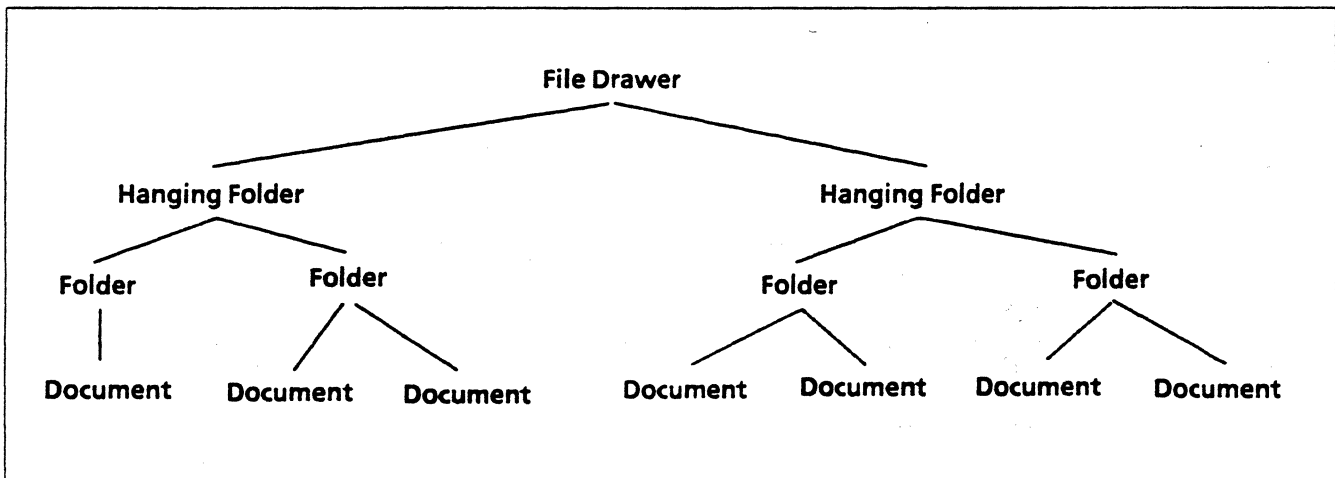 File Drawer
Hanging Folder Hanging Folder
Folder Folder Folder Folder
Document Document Document Document Document Document Document